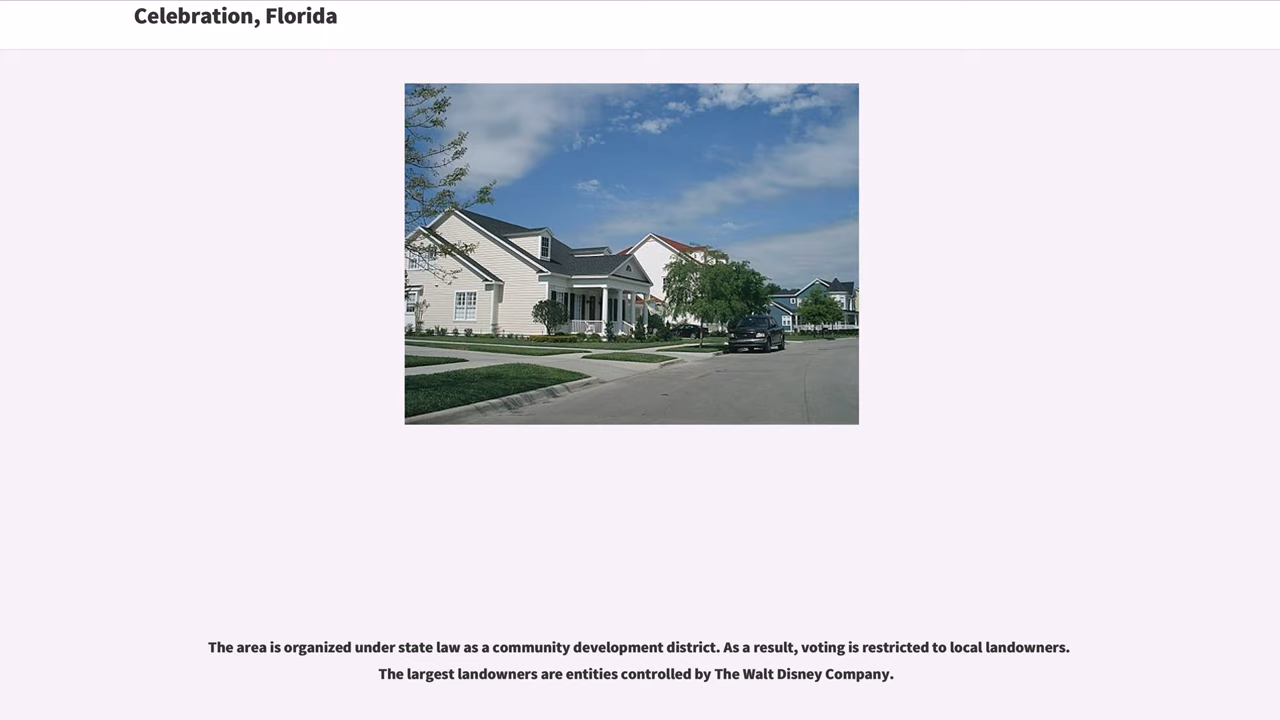 Celebration, Florida
The area is organized under state law as a community development district. As a result, voting is restricted to local landowners.
The largest landowners are entities controlled by The Walt Disney Company.